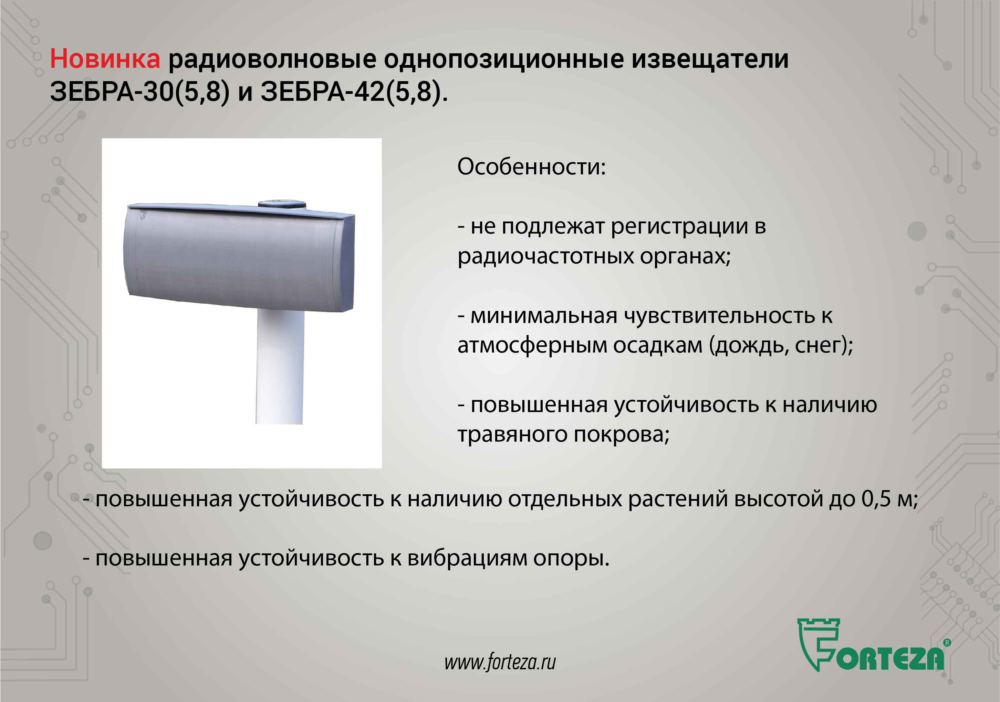 Новинка радиоволновые однопозиционные извещатели
ЗЕБРА-30(5,8) и ЗЕБРА-42(5,8).
Особенности:
- не подлежат регистрации в
радиочастотных органах;
- минимальная чувствительность к
атмосферным осадкам (дождь, снег);
- повышенная устойчивость к наличию
травяного покрова;
- повышенная устойчивость к наличию отдельных растений высотой до 0,5 м;
- повышенная устойчивость к вибрациям опоры.
www.forteza.ru
FORTEZA®